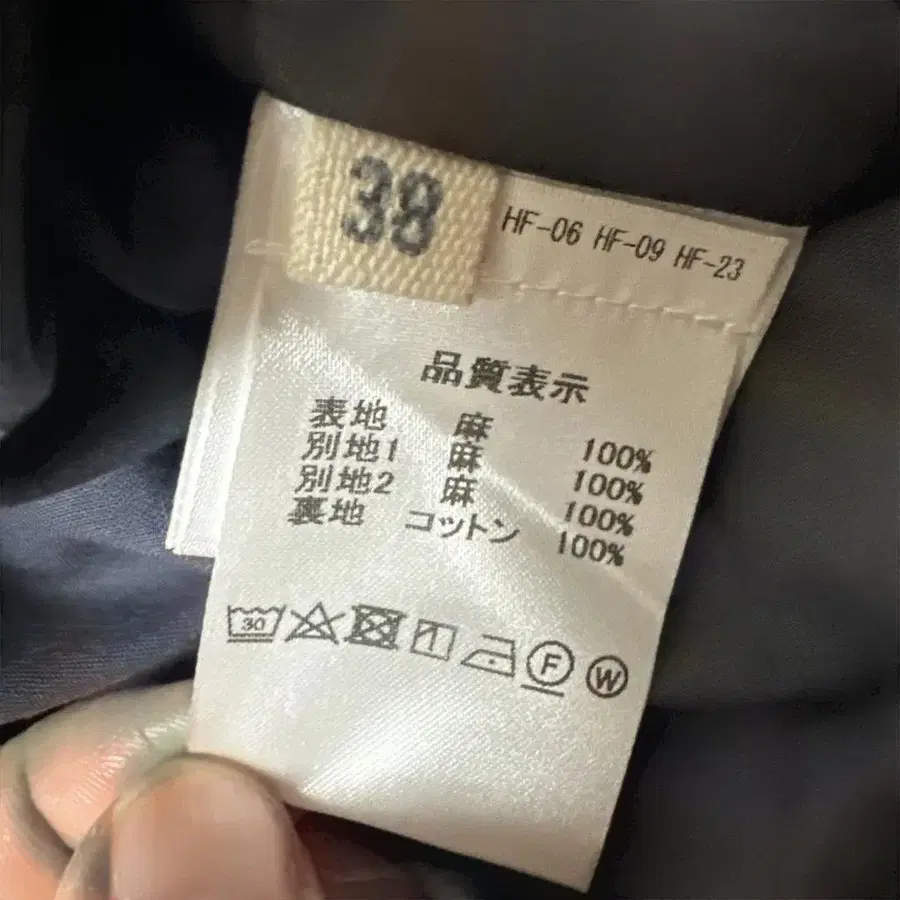 38
HF-06 HF-09 HF-23
品質表示
表地 麻 100%
別地1 麻 100%
別地2 麻 100%
裏地 コットン 100%
30
F
W